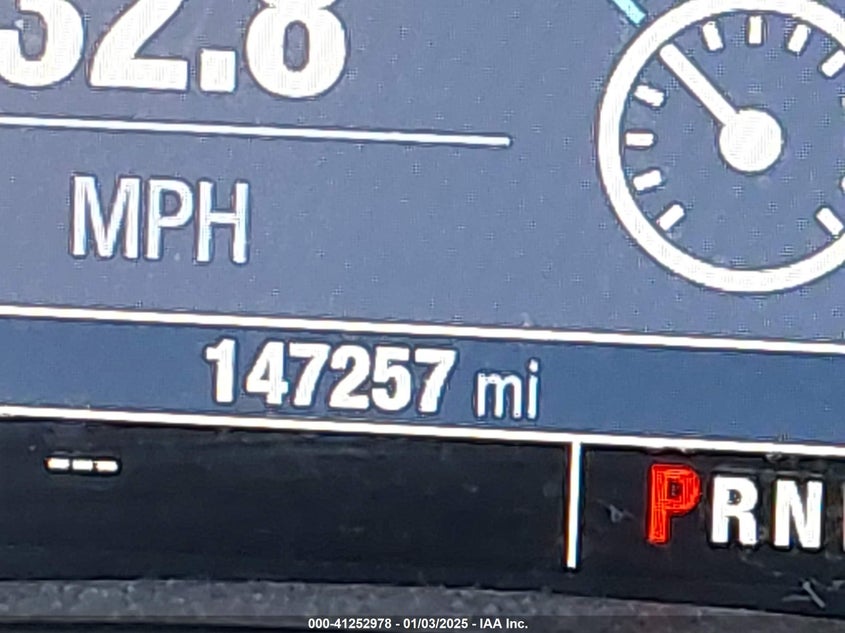 32.8
MPH
147257 mi
---
PRN
000-41252978 - 01/03/2025 - IAA Inc.